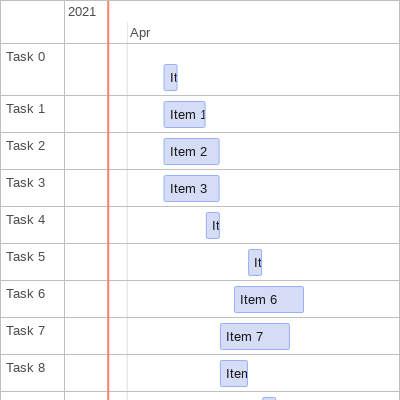 2021
Apr
Task 0
It
Task 1
Item 1
Task 2
Item 2
Task 3
Item 3
Task 4
It
Task 5
It
Task 6
Item 6
Task 7
Item 7
Task 8
Iten